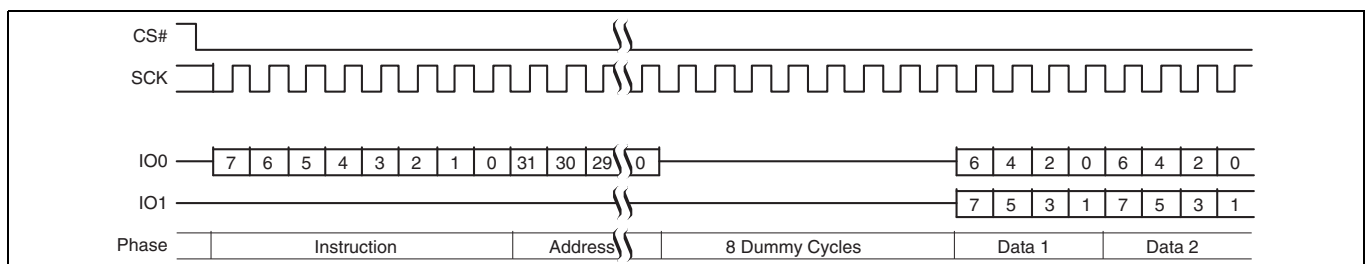 CS#
SCK
IO0 7 6 5 4 3 2 1 0 31 30 29 0 6 4 2 0 6 4 2 0
IO1 7 5 3 1 7 5 3 1
Phase Instruction Address 8 Dummy Cycles Data 1 Data 2